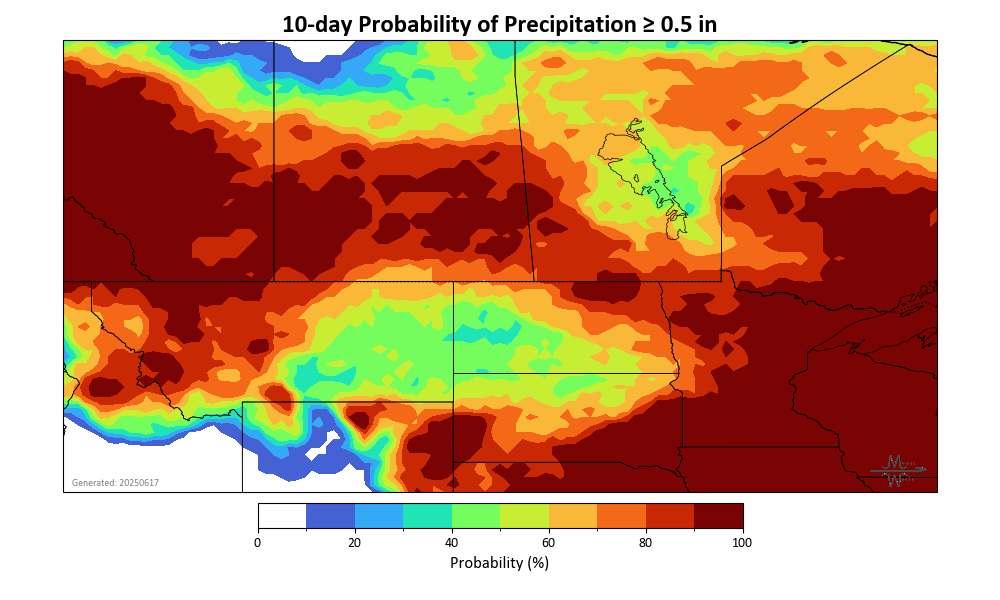 10-day Probability of Precipitation ≥ 0.5 in
Generated: 20250617
0 20 40 60 80 100
Probability (%)